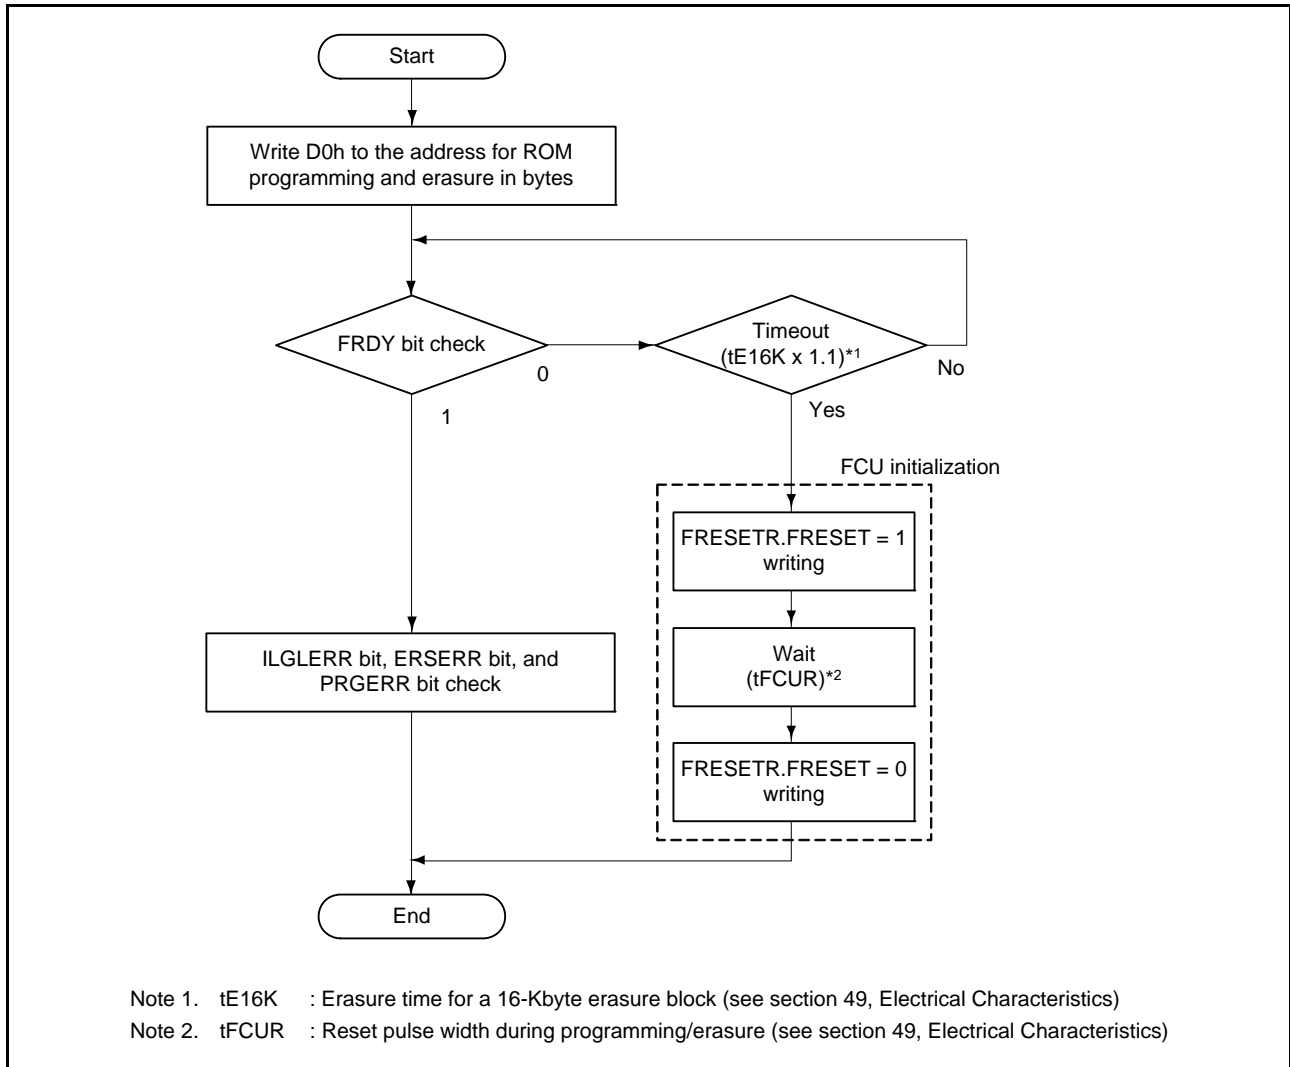 Start
Write D0h to the address for ROM
programming and erasure in bytes
FRDY bit check
0
1
Timeout
(tE16K x 1.1)*1
No
Yes
FCU initialization
FRESETR.FRESET = 1
writing
Wait
(tFCUR)*2
FRESETR.FRESET = 0
writing
ILGLERR bit, ERSERR bit, and
PRGERR bit check
End
Note 1. tE16K : Erasure time for a 16-Kbyte erasure block (see section 49, Electrical Characteristics)
Note 2. tFCUR : Reset pulse width during programming/erasure (see section 49, Electrical Characteristics)